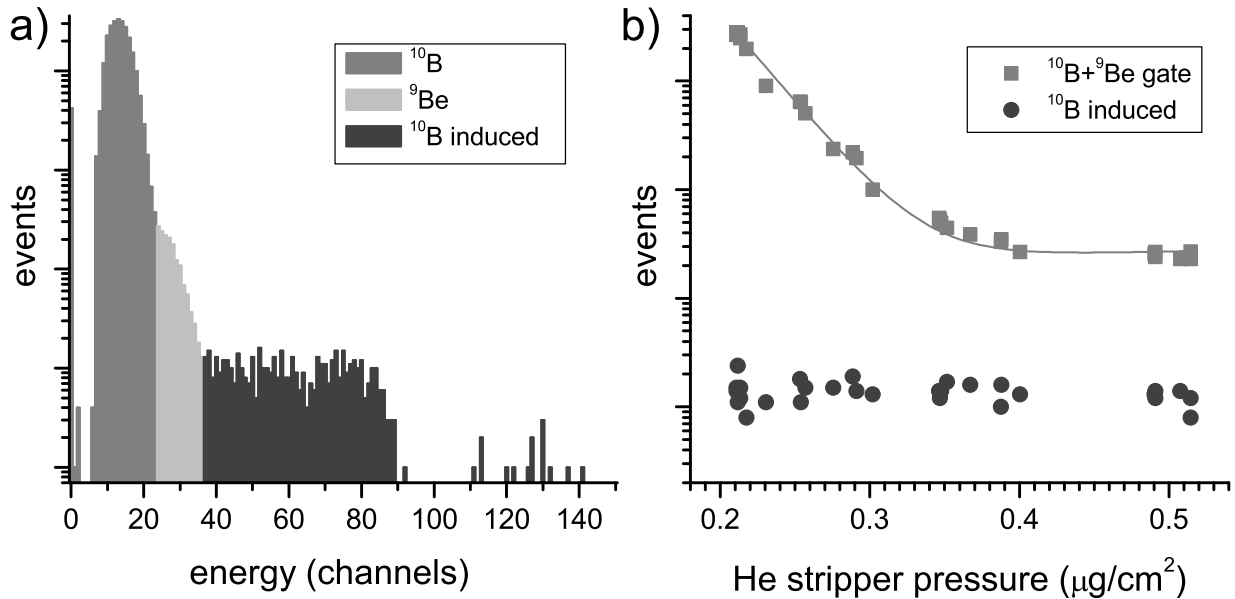 a)
events
¹⁰B
⁹Be
¹⁰B induced
0 20 40 60 80 100 120 140
energy (channels)
b)
events
¹⁰B+⁹Be gate
¹⁰B induced
0.2 0.3 0.4 0.5
He stripper pressure (μg/cm²)